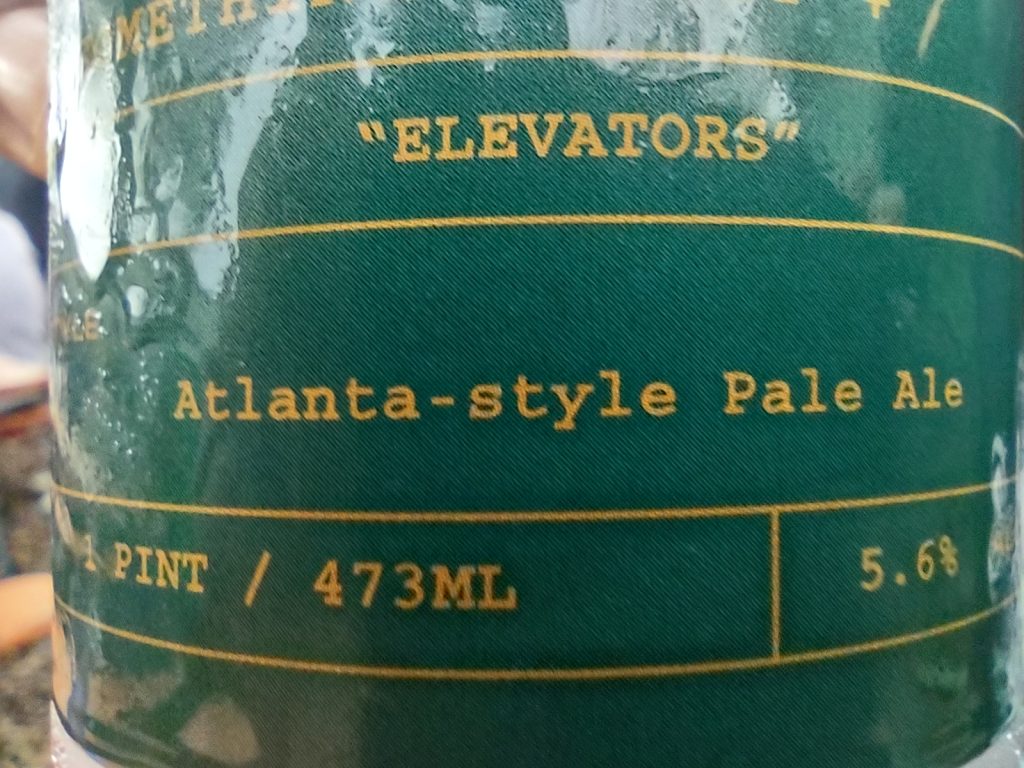 “ELEVATORS”
Atlanta-style Pale Ale
1 PINT / 473ML
5.6%